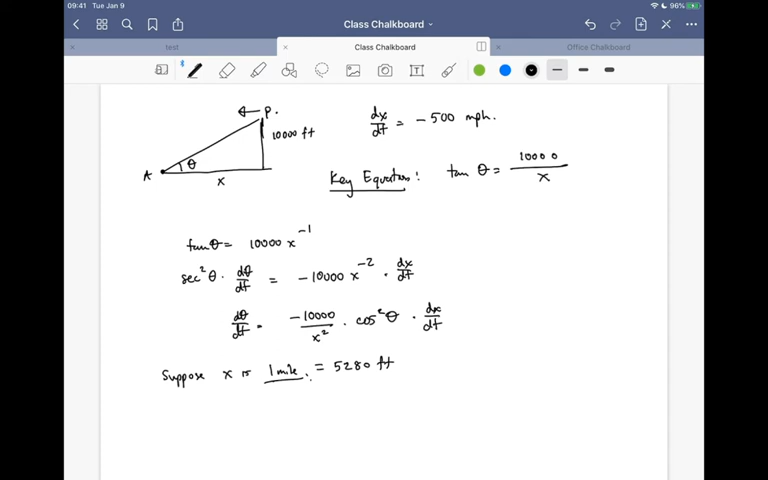 09:41 Tue Jan 9
96%
Class Chalkboard
test
Class Chalkboard
Office Chalkboard
P.
10000 ft
θ
A
x
dx/dt = -500 mph.
Key Equation: tan θ = 10000/x
tanθ = 10000 x^-1
sec²θ · dθ/dt = -10000 x^-2 · dx/dt
dθ/dt = -10000/x² · cos²θ · dx/dt
Suppose x is 1 mile. = 5280 ft